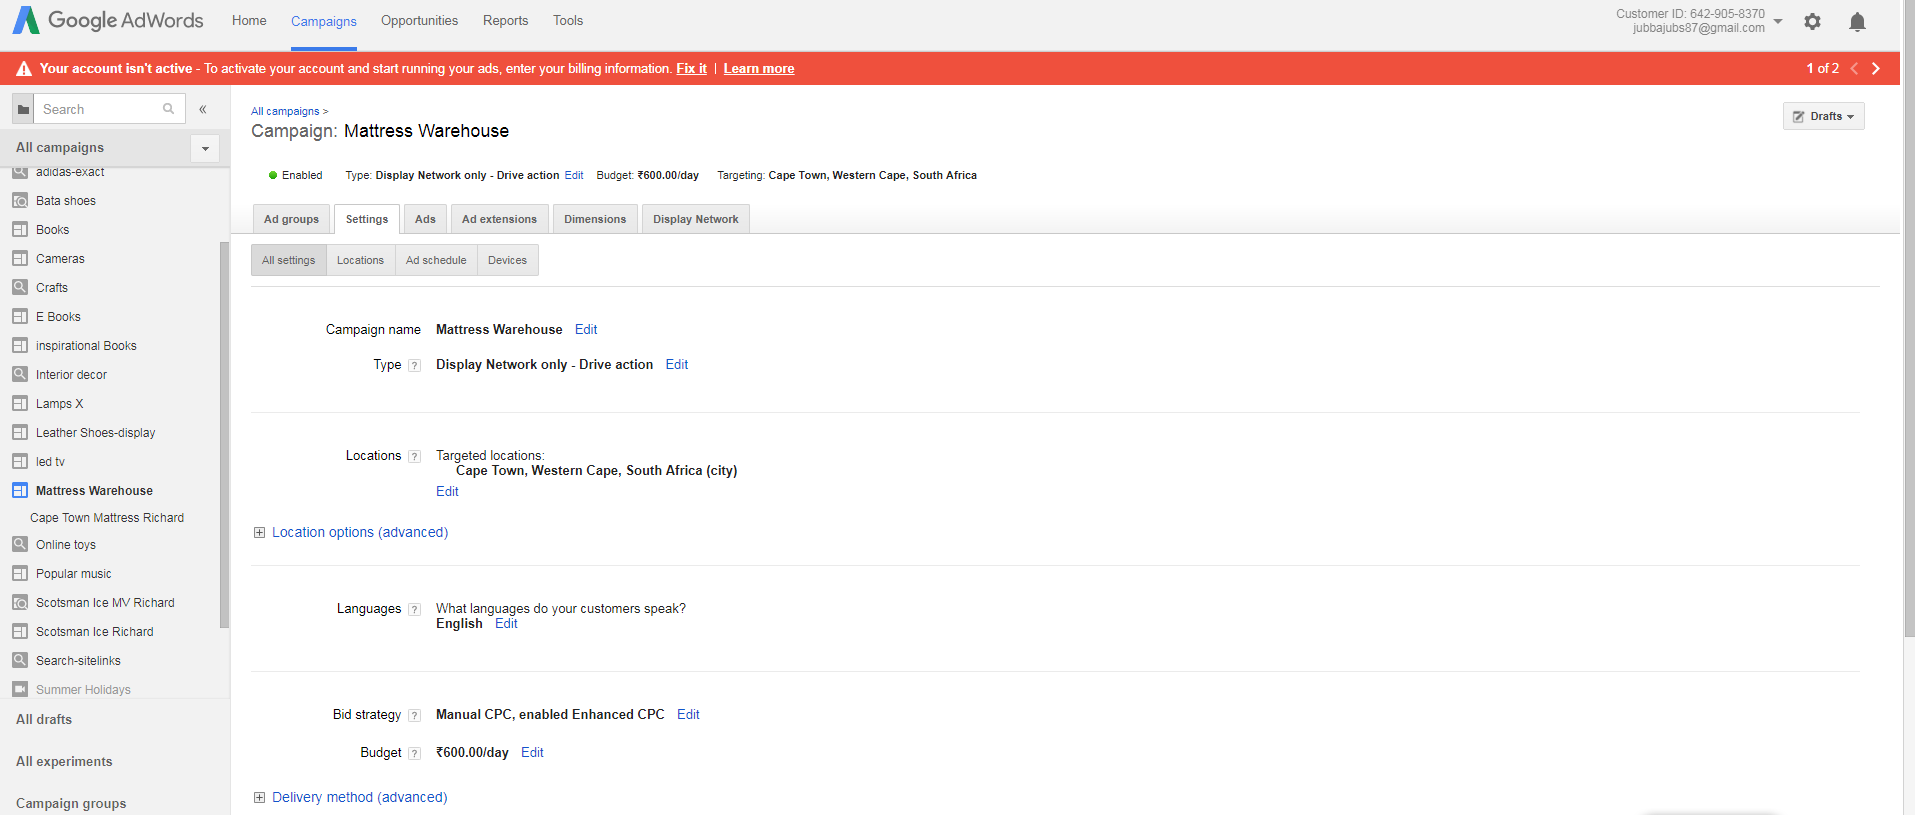 Google AdWords
Home Campaigns Opportunities Reports Tools
Customer ID: 642-905-8370
jubbajubs87@gmail.com
Your account isn't active - To activate your account and start running your ads, enter your billing information. Fix it | Learn more
1 of 2
Search «
All campaigns
adidas-exact
Bata shoes
Books
Cameras
Crafts
E Books
inspirational Books
Interior decor
Lamps X
Leather Shoes-display
led tv
Mattress Warehouse
Cape Town Mattress Richard
Online toys
Popular music
Scotsman Ice MV Richard
Scotsman Ice Richard
Search-sitelinks
Summer Holidays
All drafts
All experiments
Campaign groups
All campaigns >
Campaign: Mattress Warehouse
Drafts
Enabled Type: Display Network only - Drive action Edit Budget: ₹600.00/day Targeting: Cape Town, Western Cape, South Africa
Ad groups Settings Ads Ad extensions Dimensions Display Network
All settings Locations Ad schedule Devices
Campaign name Mattress Warehouse Edit
Type ? Display Network only - Drive action Edit
Locations ? Targeted locations:
Cape Town, Western Cape, South Africa (city)
Edit
Location options (advanced)
Languages ? What languages do your customers speak?
English Edit
Bid strategy ? Manual CPC, enabled Enhanced CPC Edit
Budget ? ₹600.00/day Edit
Delivery method (advanced)